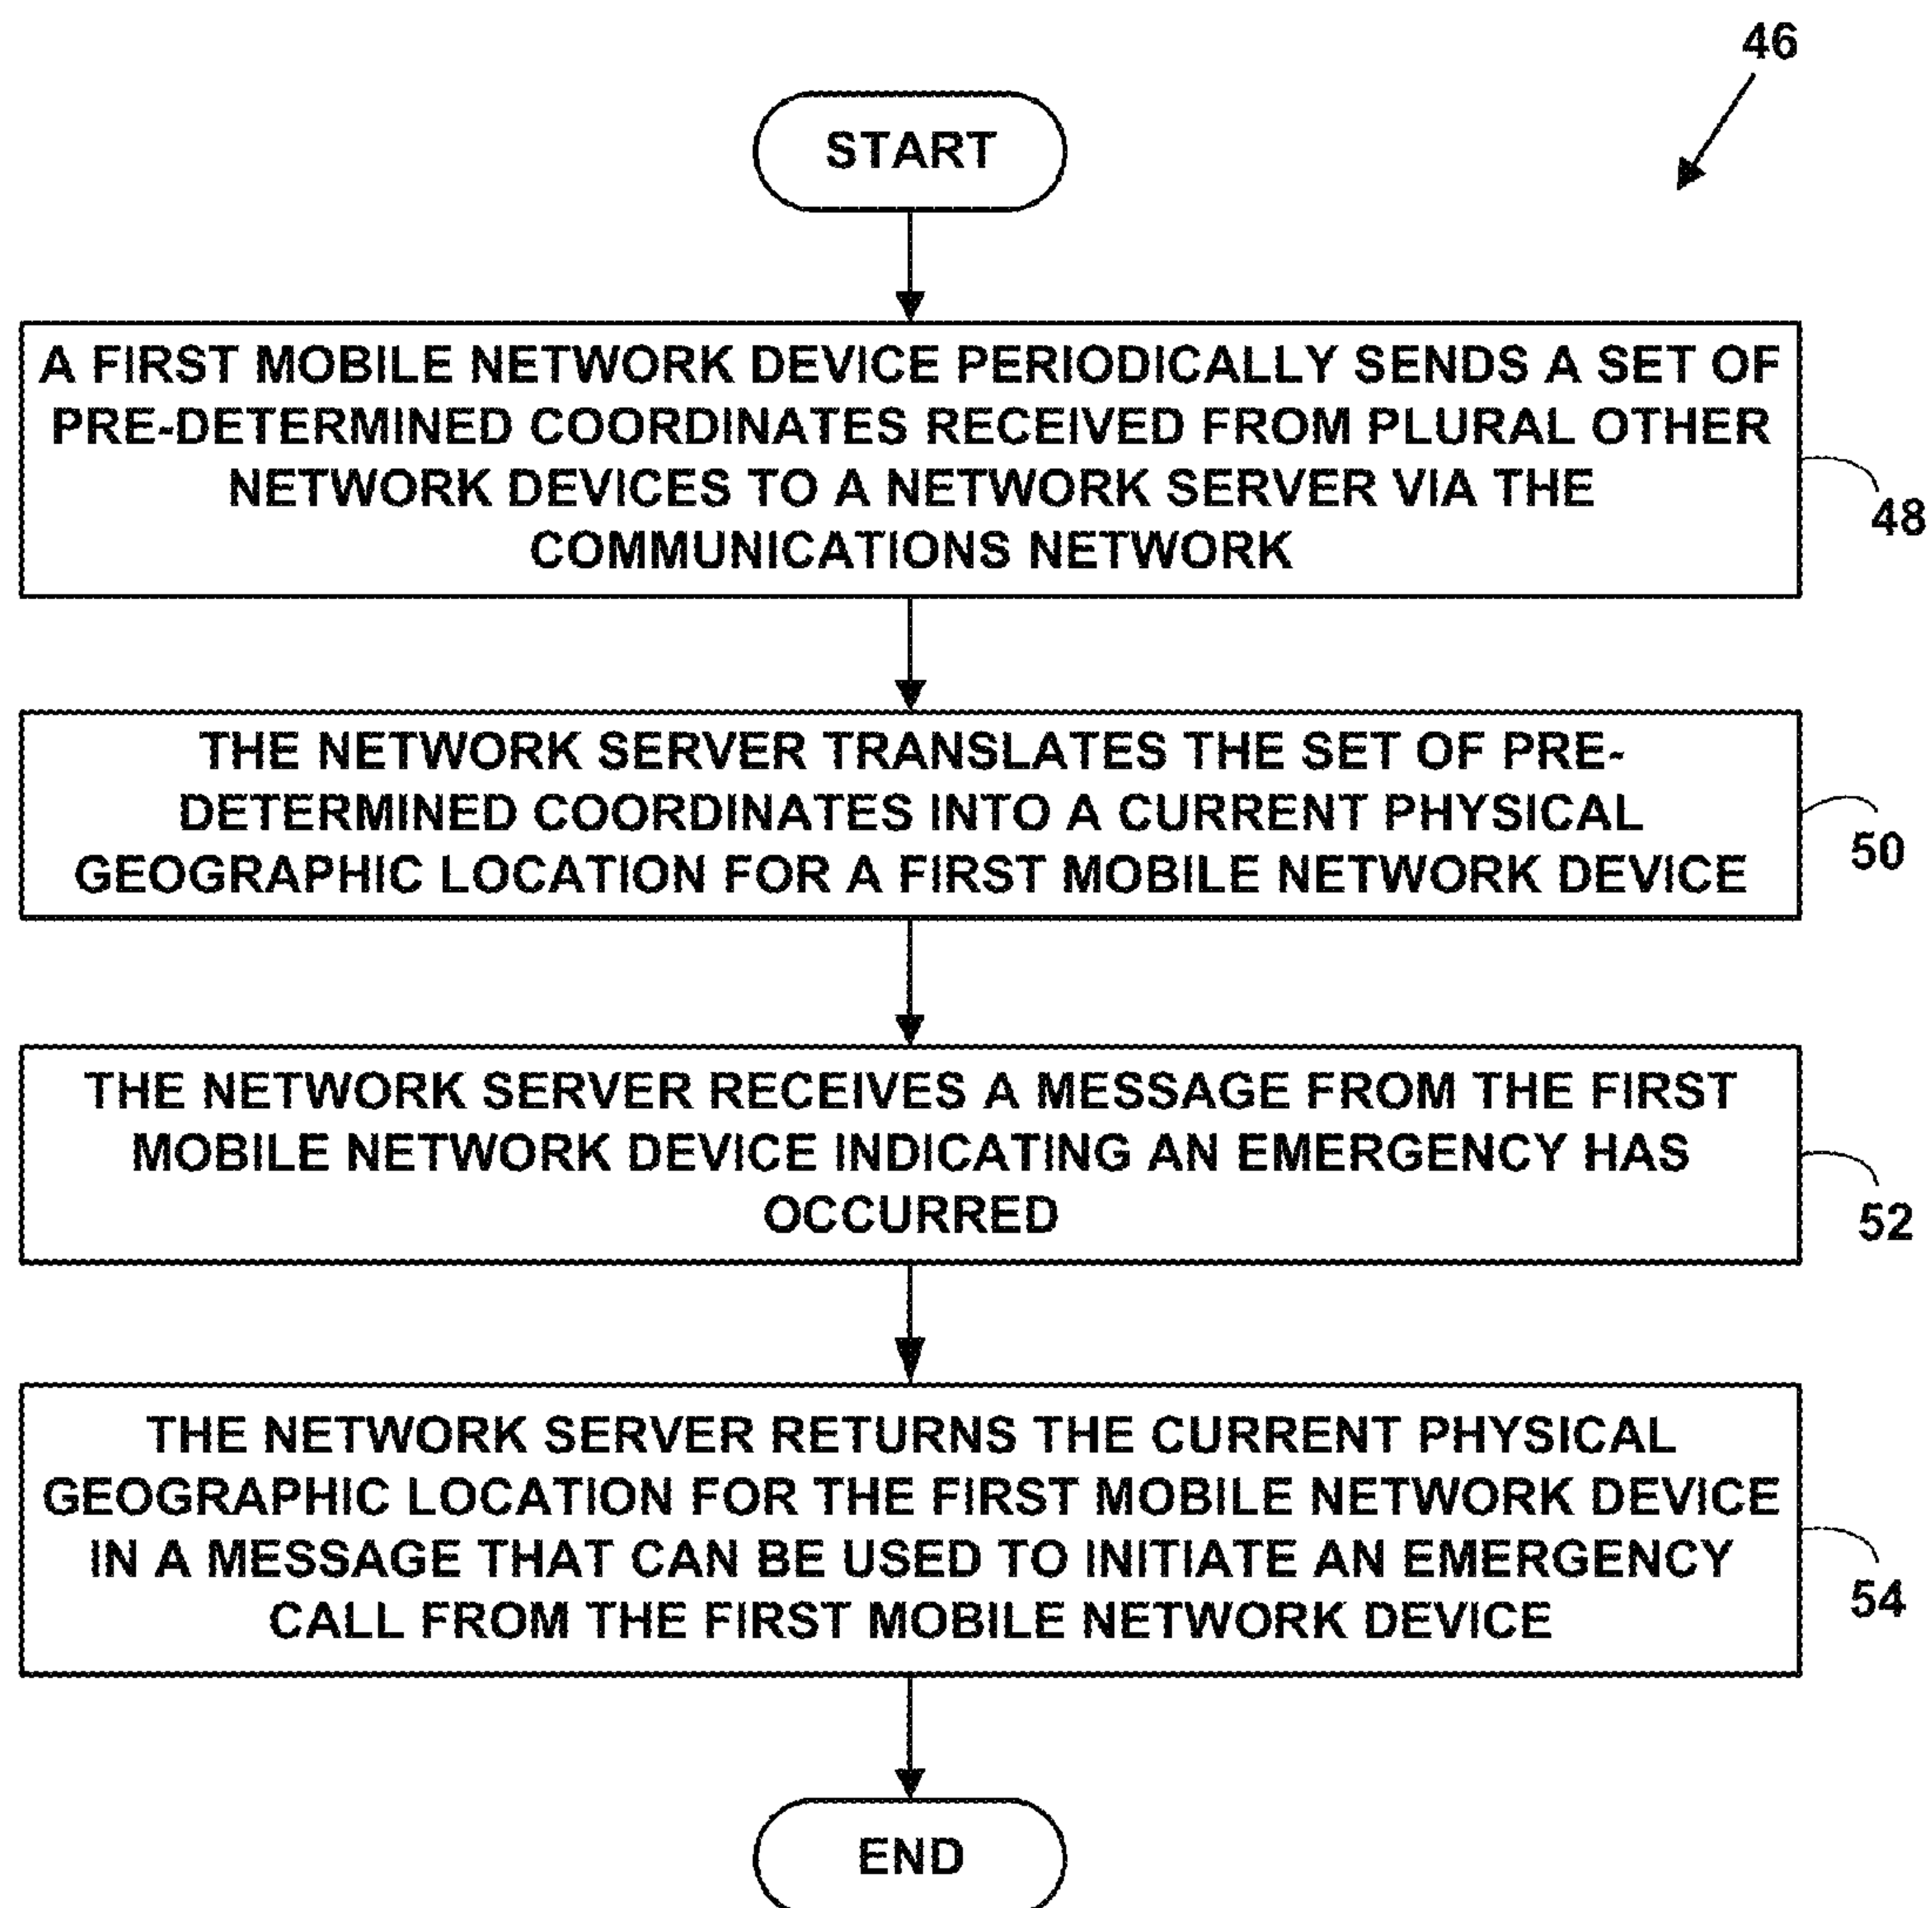 46
START
A FIRST MOBILE NETWORK DEVICE PERIODICALLY SENDS A SET OF
PRE-DETERMINED COORDINATES RECEIVED FROM PLURAL OTHER
NETWORK DEVICES TO A NETWORK SERVER VIA THE
COMMUNICATIONS NETWORK
48
THE NETWORK SERVER TRANSLATES THE SET OF PRE-
DETERMINED COORDINATES INTO A CURRENT PHYSICAL
GEOGRAPHIC LOCATION FOR A FIRST MOBILE NETWORK DEVICE
50
THE NETWORK SERVER RECEIVES A MESSAGE FROM THE FIRST
MOBILE NETWORK DEVICE INDICATING AN EMERGENCY HAS
OCCURRED
52
THE NETWORK SERVER RETURNS THE CURRENT PHYSICAL
GEOGRAPHIC LOCATION FOR THE FIRST MOBILE NETWORK DEVICE
IN A MESSAGE THAT CAN BE USED TO INITIATE AN EMERGENCY
CALL FROM THE FIRST MOBILE NETWORK DEVICE
54
END